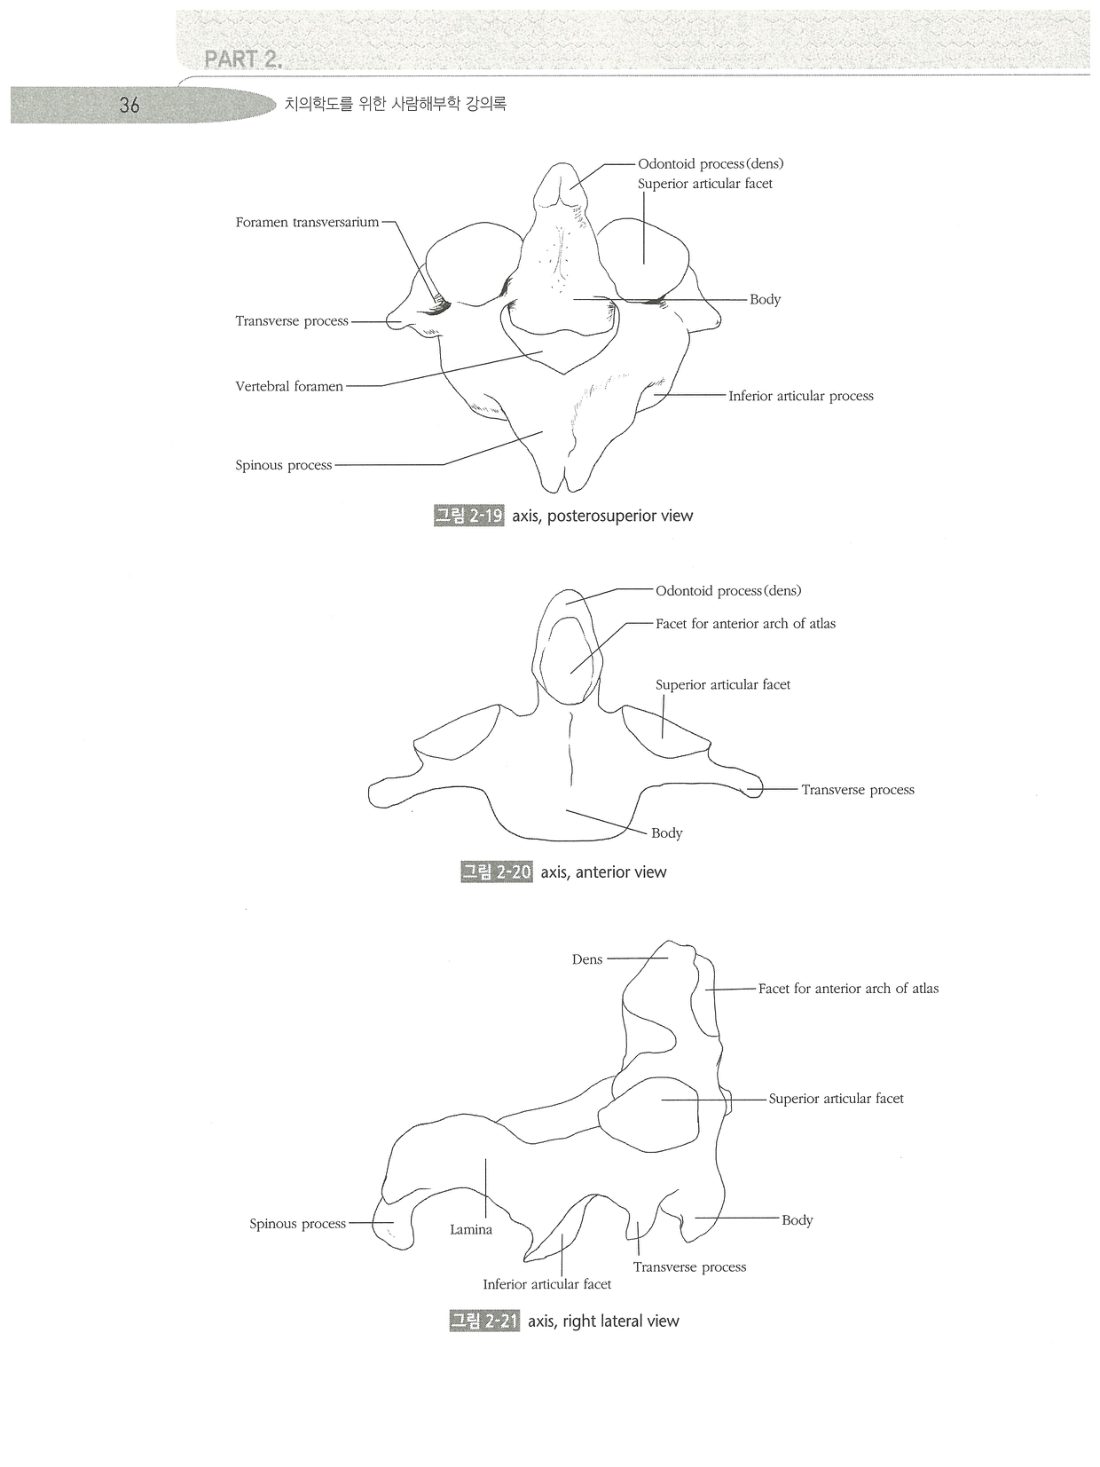 PART 2.
36
치의학도를 위한 사람해부학 강의록
Odontoid process(dens)
Superior articular facet
Foramen transversarium
Body
Transverse process
Vertebral foramen
Inferior articular process
Spinous process
그림 2-19 axis, posterosuperior view
Odontoid process(dens)
Facet for anterior arch of atlas
Superior articular facet
Transverse process
Body
그림 2-20 axis, anterior view
Dens
Facet for anterior arch of atlas
Superior articular facet
Spinous process
Lamina
Body
Transverse process
Inferior articular facet
그림 2-21 axis, right lateral view